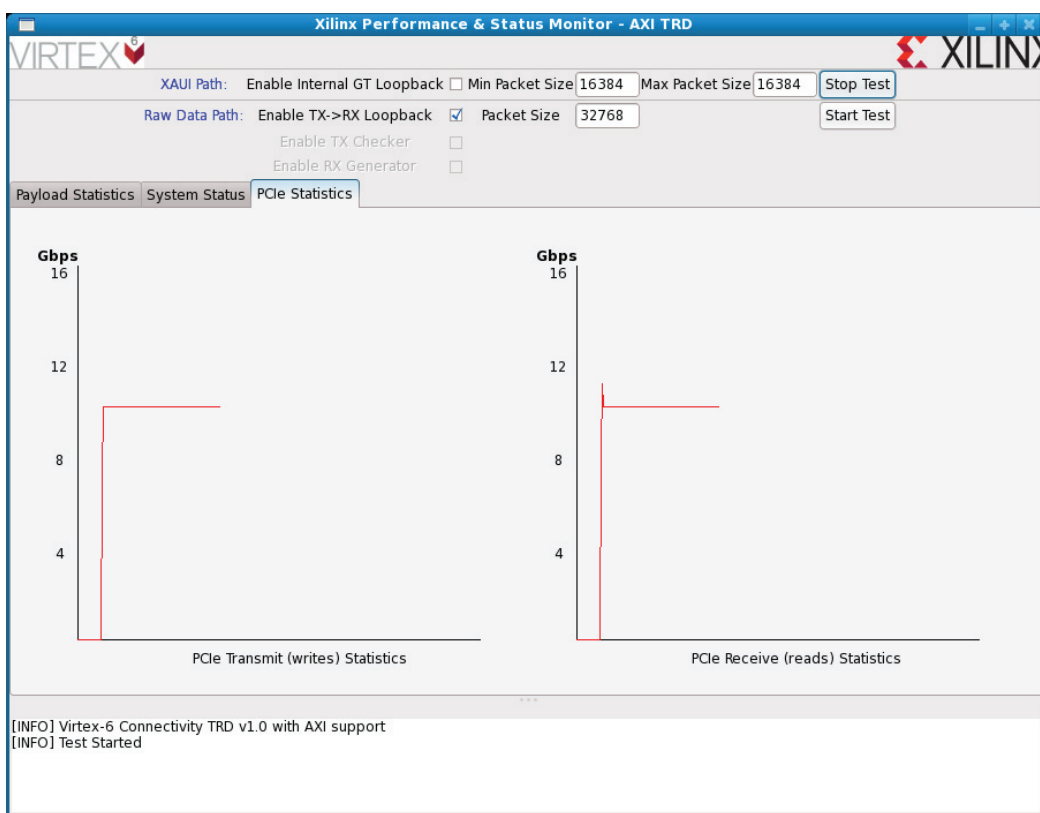 Xilinx Performance & Status Monitor - AXI TRD
VIRTEX 6
XILINX
XAUI Path: Enable Internal GT Loopback Min Packet Size 16384 Max Packet Size 16384 Stop Test
Raw Data Path: Enable TX->RX Loopback Packet Size 32768 Start Test
Enable TX Checker
Enable RX Generator
Payload Statistics System Status PCIe Statistics
Gbps Gbps
16 16
12 12
8 8
4 4
PCIe Transmit (writes) Statistics PCIe Receive (reads) Statistics
[INFO] Virtex-6 Connectivity TRD v1.0 with AXI support
[INFO] Test Started